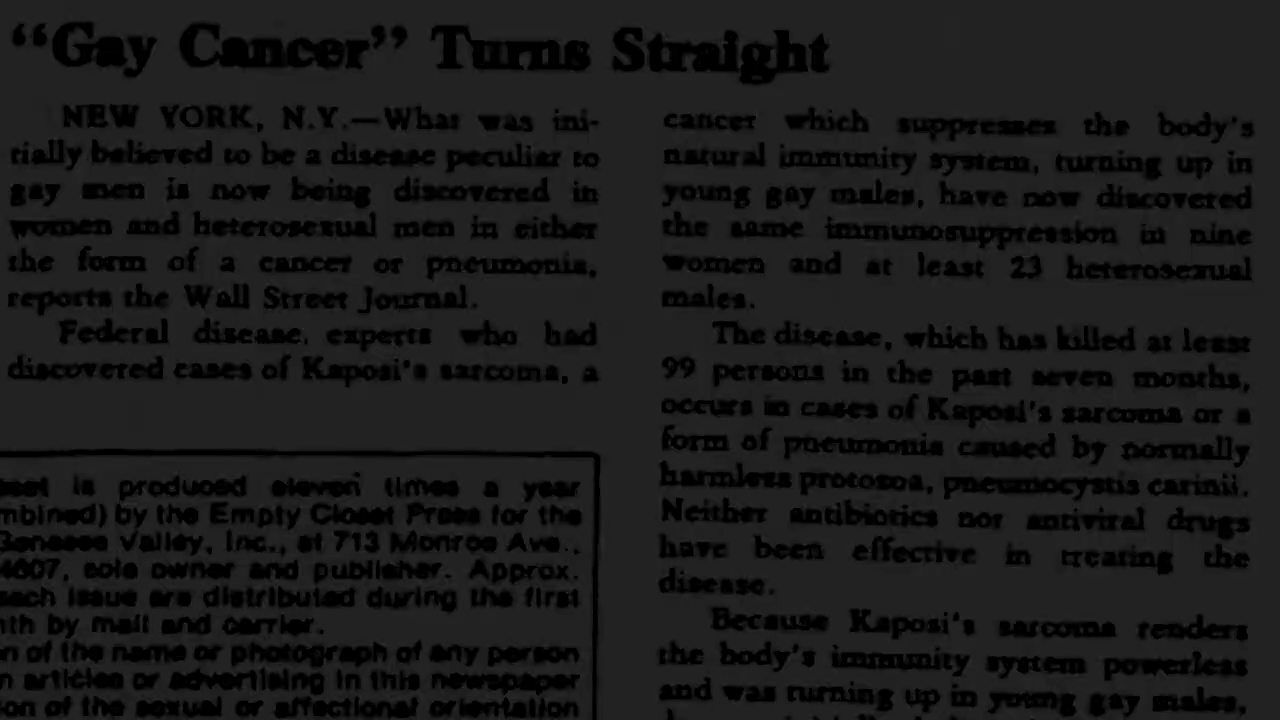 “Gay Cancer” Turns Straight
NEW YORK, N.Y.—What was ini-
tially believed to be a disease peculiar to
gay men is now being discovered in
women and heterosexual men in either
the form of a cancer or pneumonia,
reports the Wall Street Journal.
Federal disease experts who had
discovered cases of Kaposi's sarcoma, a
cancer which suppresses the body's
natural immunity system, turning up in
young gay males, have now discovered
the same immunosuppression in nine
women and at least 23 heterosexual
males.
The disease, which has killed at least
99 persons in the past seven months,
occurs in cases of Kaposi's sarcoma or a
form of pneumonia caused by normally
harmless protozoa, pneumocystis carinii.
Neither antibiotics nor antiviral drugs
have been effective in treating the
disease.
Because Kaposi's sarcoma renders
the body's immunity system powerless
and was turning up in young gay males,
is produced eleven times a year
mbined) by the Empty Closet Press for the
Genesee Valley, Inc., at 713 Monroe Ave.,
4607, sole owner and publisher. Approx.
each issue are distributed during the first
nth by mail and carrier.
n of the name or photograph of any person
n articles or advertising in this newspaper
ion of the sexual or affectional orientation